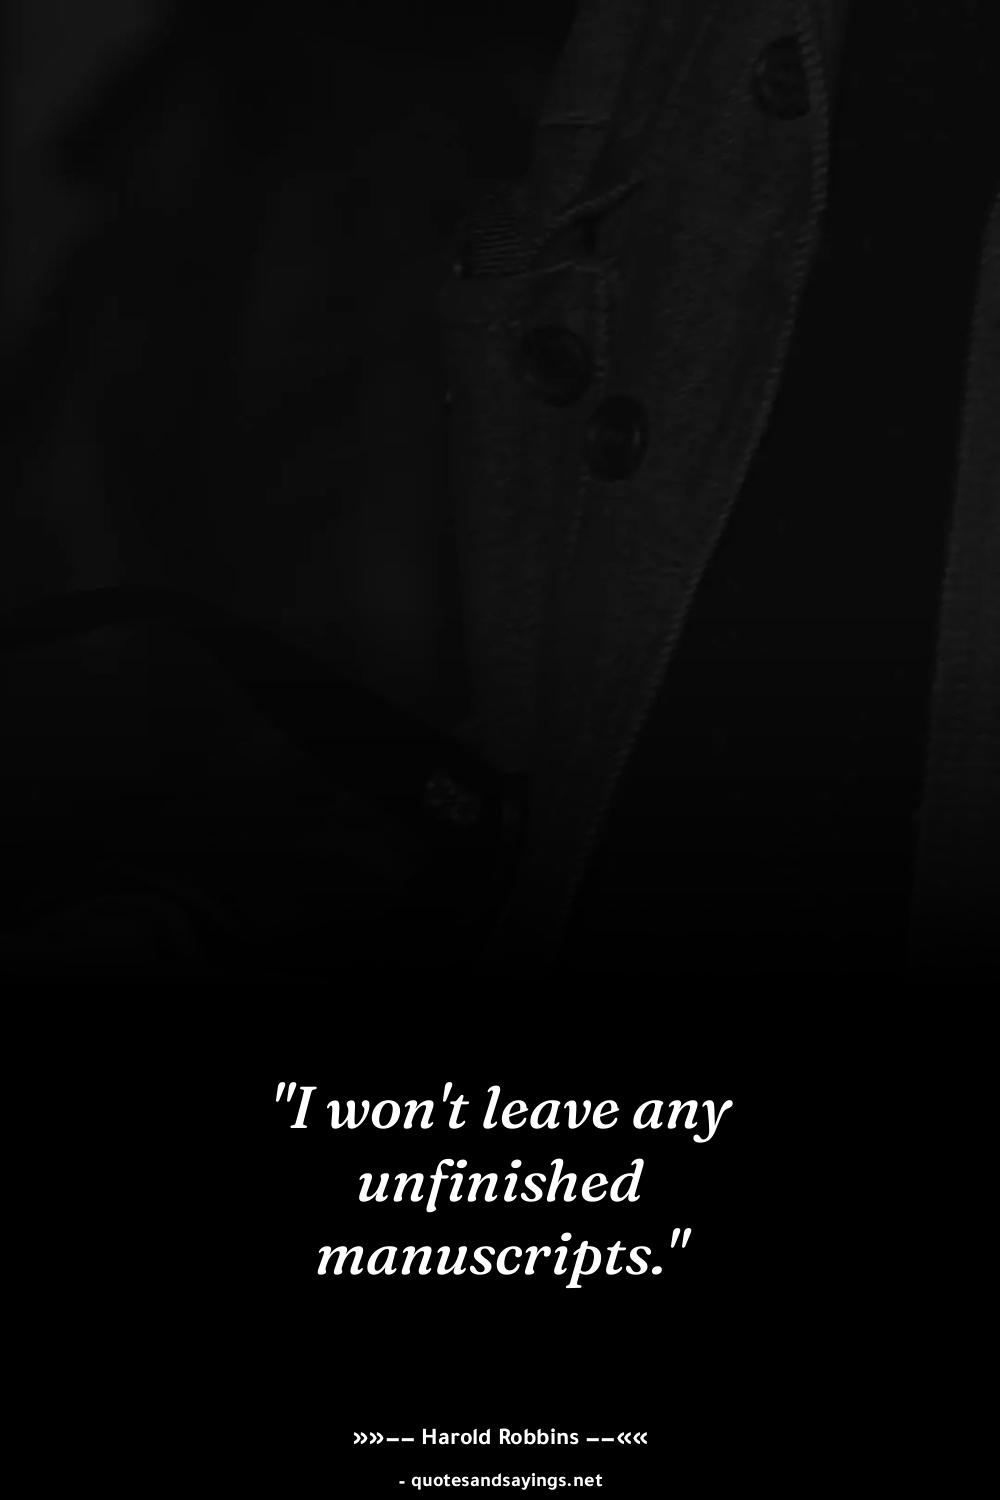 "I won't leave any
unfinished
manuscripts."
»»–– Harold Robbins ––««
- quotesandsayings.net